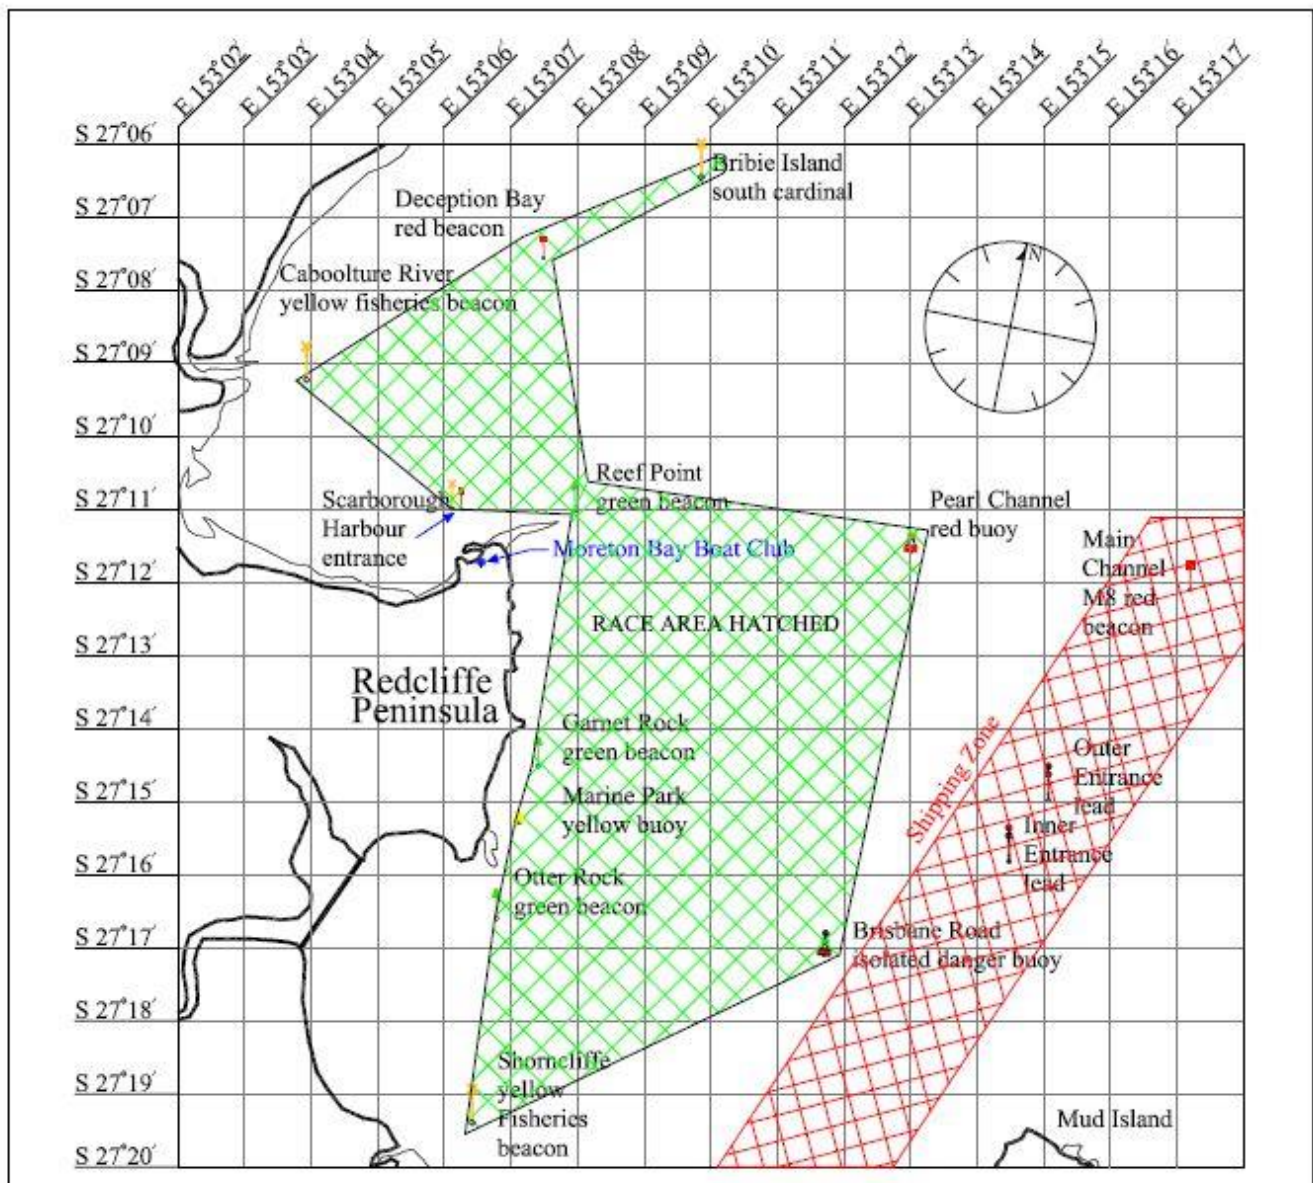 E 153°02′
E 153°03′
E 153°04′
E 153°05′
E 153°06′
E 153°07′
E 153°08′
E 153°09′
E 153°10′
E 153°11′
E 153°12′
E 153°13′
E 153°14′
E 153°15′
E 153°16′
E 153°17′
S 27°06′
S 27°07′
S 27°08′
S 27°09′
S 27°10′
S 27°11′
S 27°12′
S 27°13′
S 27°14′
S 27°15′
S 27°16′
S 27°17′
S 27°18′
S 27°19′
S 27°20′
Bribie Island
south cardinal
Deception Bay
red beacon
Caboolture River
yellow fisheries beacon
N
Reef Point
green beacon
Scarborough
Harbour
entrance
Pearl Channel
red buoy
Moreton Bay Boat Club
Main
Channel
M8 red
beacon
RACE AREA HATCHED
Redcliffe
Peninsula
Garnet Rock
green beacon
Shipping Zone
Outer
Entrance
lead
Marine Park
yellow buoy
Inner
Entrance
lead
Otter Rock
green beacon
Brisbane Road
isolated danger buoy
Shorncliffe
yellow
Fisheries
beacon
Mud Island